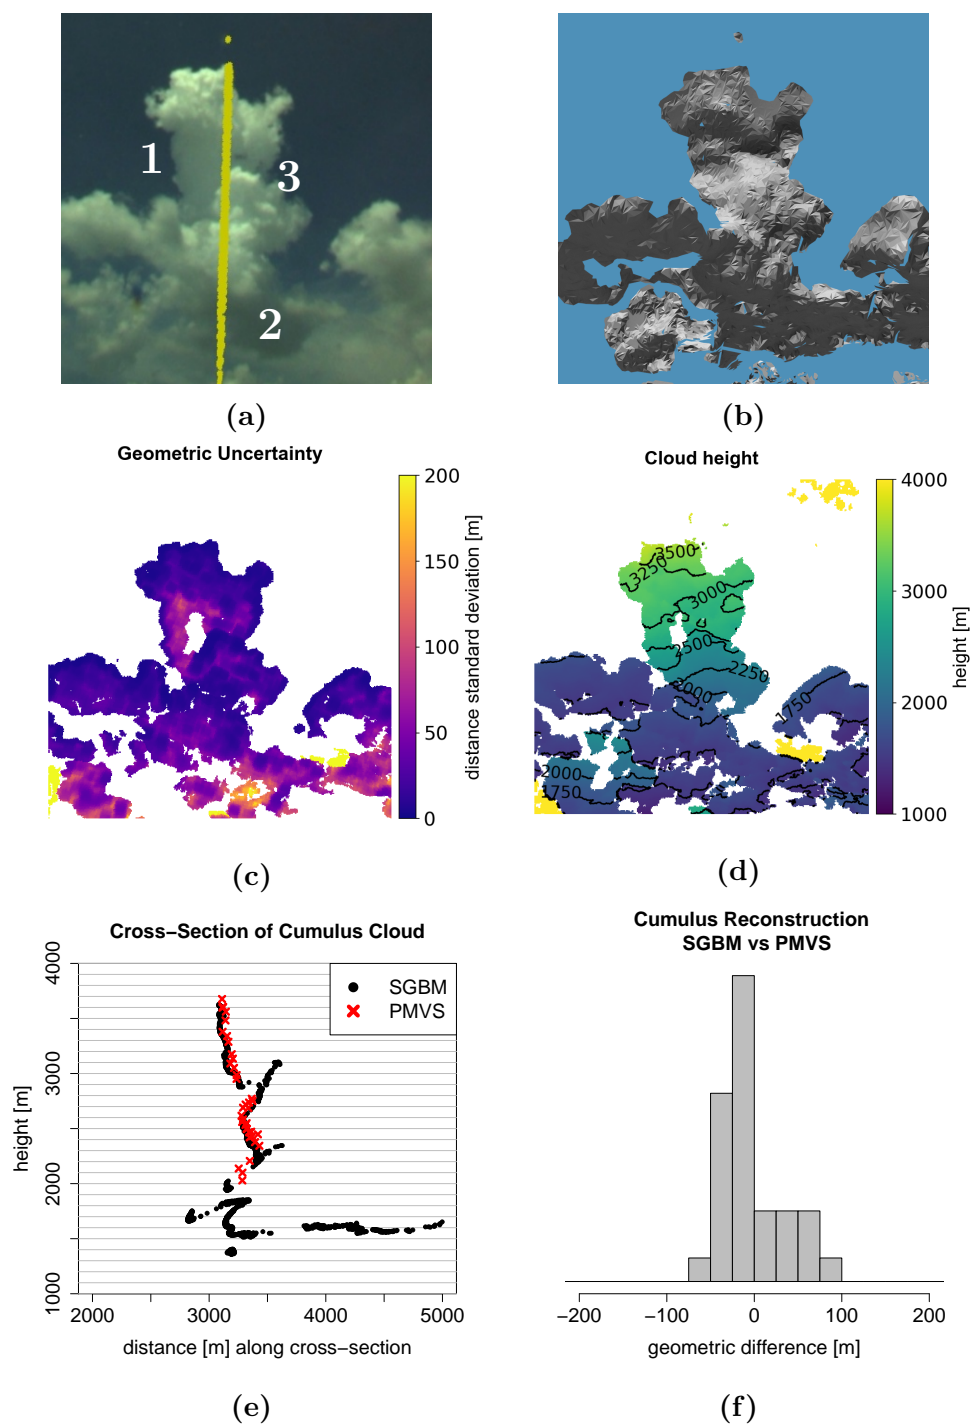 1
3
2
(a)
(b)
Geometric Uncertainty
200
150
100
50
0
distance standard deviation [m]
(c)
Cloud height
3500
3250
3000
2500
2250
2000
1750
2000
1750
4000
3000
2000
1000
height [m]
(d)
Cross−Section of Cumulus Cloud
SGBM
PMVS
4000
3000
2000
1000
height [m]
2000 3000 4000 5000
distance [m] along cross−section
(e)
Cumulus Reconstruction
SGBM vs PMVS
−200 −100 0 100 200
geometric difference [m]
(f)